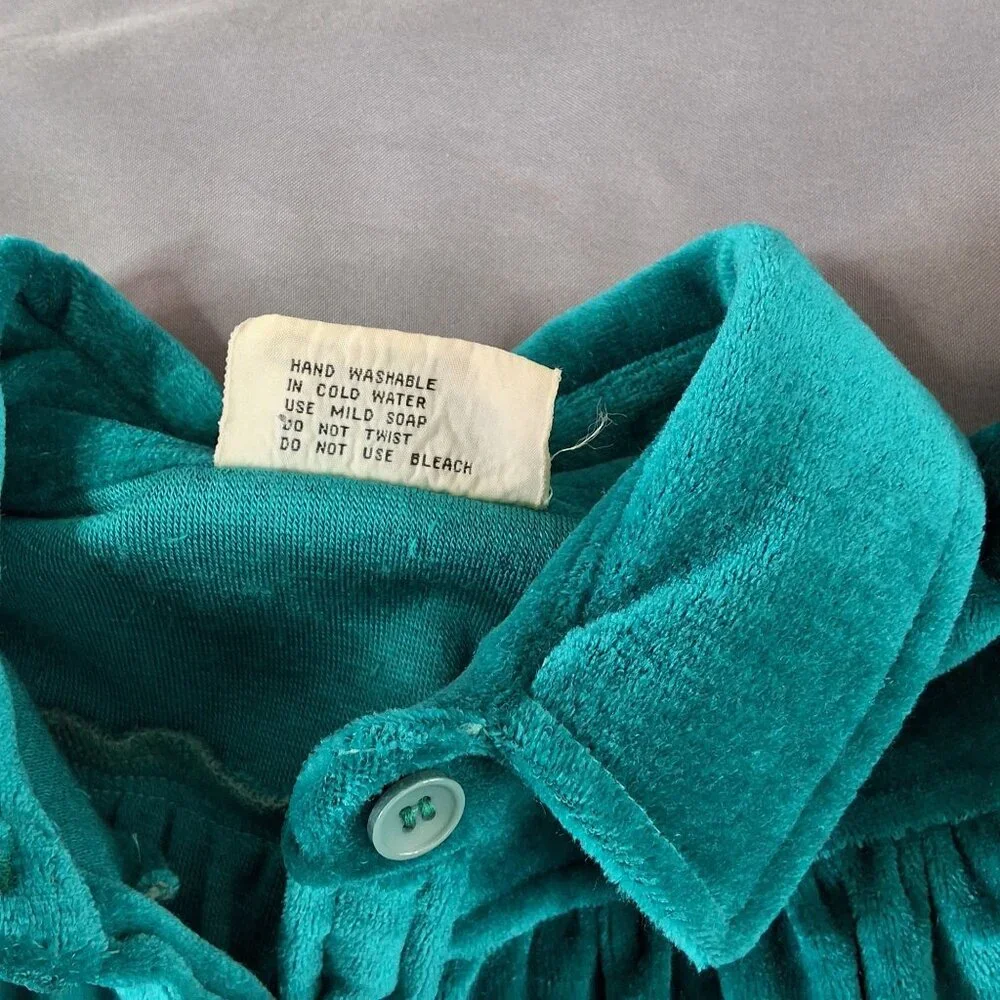 HAND WASHABLE
IN COLD WATER
USE MILD SOAP
DO NOT TWIST
DO NOT USE BLEACH